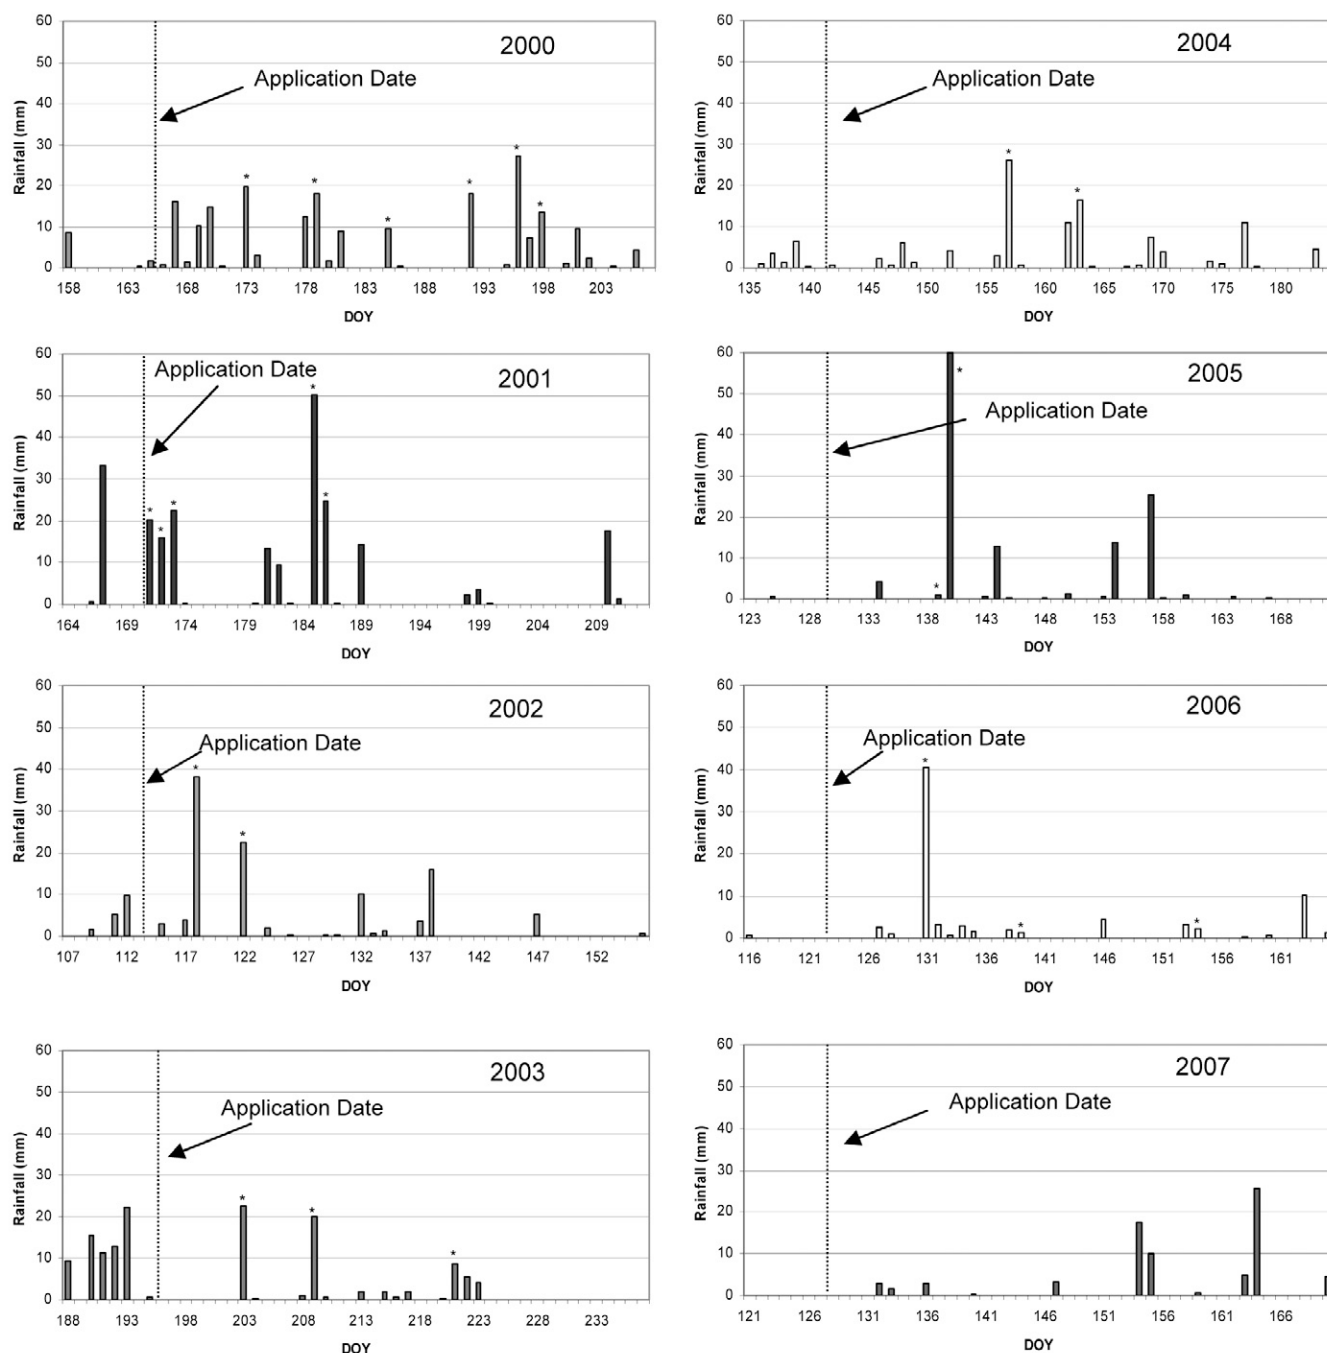 2000
Application Date
Rainfall (mm)
60
50
40
30
20
10
0
* * * * * * *
158 163 168 173 178 183 188 193 198 203
DOY
2004
Application Date
Rainfall (mm)
60
50
40
30
20
10
0
* *
135 140 145 150 155 160 165 170 175 180
DOY
2001
Application Date
Rainfall (mm)
60
50
40
30
20
10
0
* * * * *
164 169 174 179 184 189 194 199 204 209
DOY
2005
Application Date
Rainfall (mm)
60
50
40
30
20
10
0
* *
123 128 133 138 143 148 153 158 163 168
DOY
2002
Application Date
Rainfall (mm)
60
50
40
30
20
10
0
* *
107 112 117 122 127 132 137 142 147 152
DOY
2006
Application Date
Rainfall (mm)
60
50
40
30
20
10
0
* * *
116 121 126 131 136 141 146 151 156 161
DOY
2003
Application Date
Rainfall (mm)
60
50
40
30
20
10
0
* * *
188 193 198 203 208 213 218 223 228 233
DOY
2007
Application Date
Rainfall (mm)
60
50
40
30
20
10
0
121 126 131 136 141 146 151 156 161 166
DOY